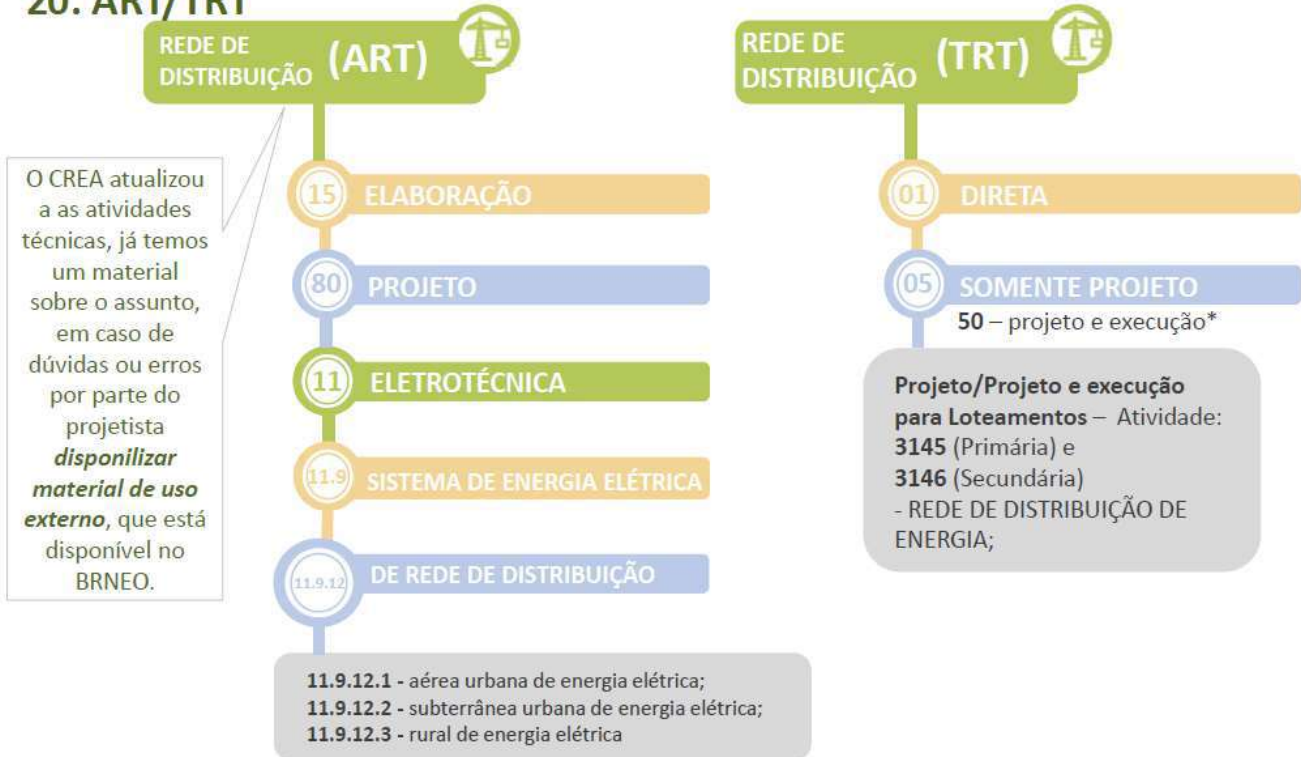 20. ART/TRT
REDE DE
DISTRIBUIÇÃO (ART)
O CREA atualizou
a as atividades
técnicas, já temos
um material
sobre o assunto,
em caso de
dúvidas ou erros
por parte do
projetista
disponilizar
material de uso
externo, que está
disponível no
BRNEO.
15 ELABORAÇÃO
80 PROJETO
11 ELETROTÉCNICA
11.9 SISTEMA DE ENERGIA ELÉTRICA
11.9.12 DE REDE DE DISTRIBUIÇÃO
11.9.12.1 - aérea urbana de energia elétrica;
11.9.12.2 - subterrânea urbana de energia elétrica;
11.9.12.3 - rural de energia elétrica
REDE DE
DISTRIBUIÇÃO (TRT)
01 DIRETA
05 SOMENTE PROJETO
50 – projeto e execução*
Projeto/Projeto e execução
para Loteamentos – Atividade:
3145 (Primária) e
3146 (Secundária)
- REDE DE DISTRIBUIÇÃO DE
ENERGIA;